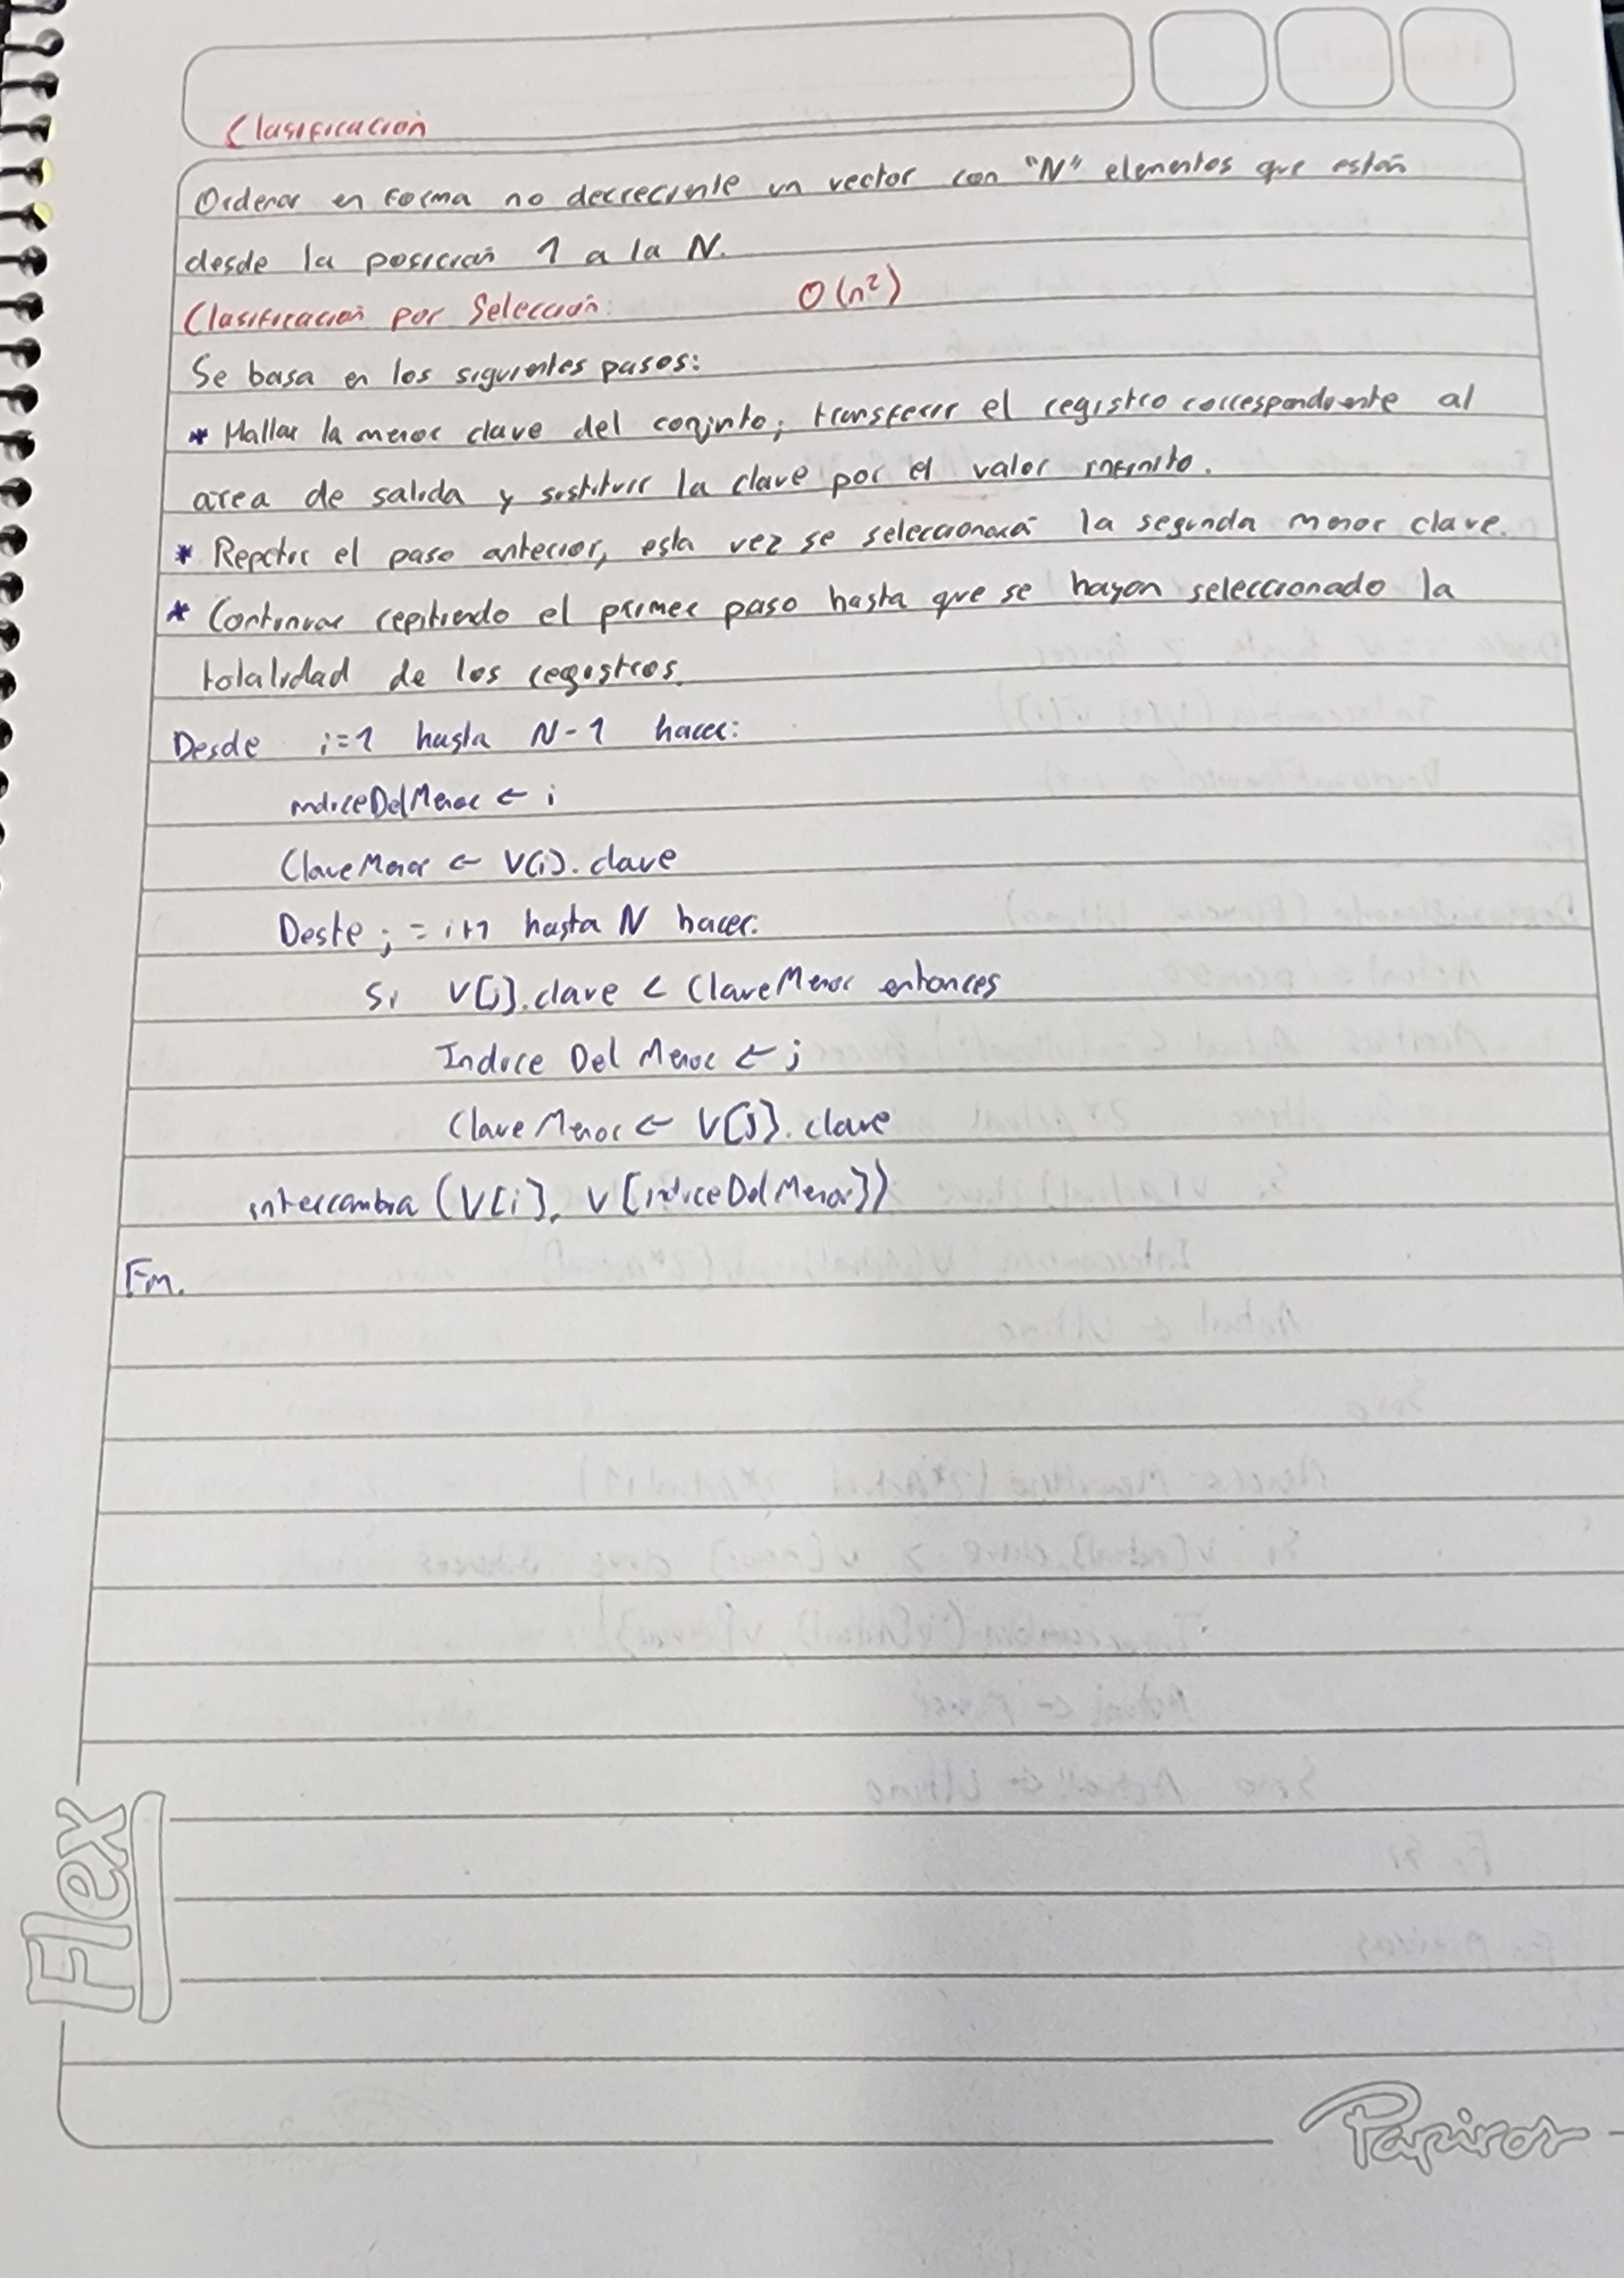 Clasificación
Ordenar en forma no decreciente un vector con "N" elementos que están
desde la posición 1 a la N.
Clasificación por Selección: O(n²)
Se basa en los siguientes pasos:
* Hallar la menor clave del conjunto; transferir el registro correspondiente al
area de salida y sustituir la clave por el valor infinito.
* Repetir el paso anterior, esta vez se seleccionará la segunda menor clave.
* Continuar repitiendo el primer paso hasta que se hayan seleccionado la
totalidad de los registros.
Desde i=1 hasta N-1 hacer:
indiceDelMenor ← i
ClaveMenor ← V(i).clave
Deste j = i+1 hasta N hacer:
Si V[j].clave < ClaveMenor entonces
Indice Del Menor ← j
ClaveMenor ← V[j].clave
intercambia (V[i], V[indiceDelMenor])
Fin.
Flex
Papiros